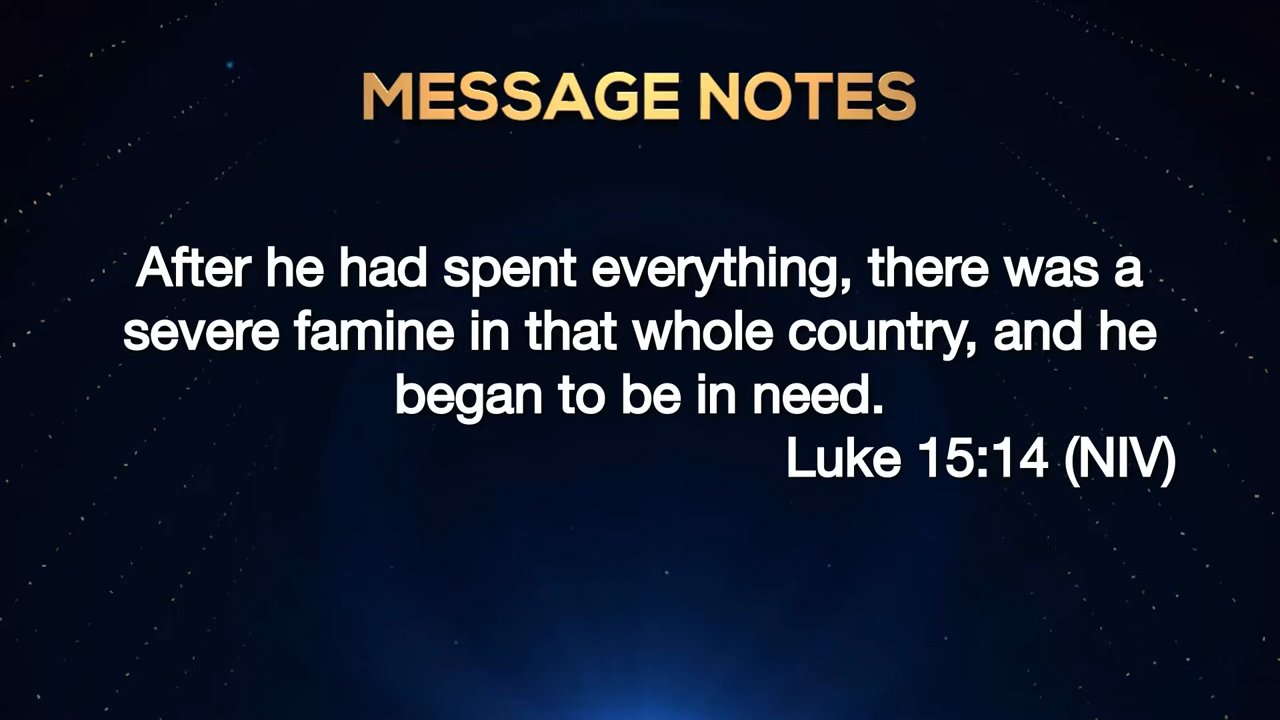 MESSAGE NOTES
After he had spent everything, there was a
severe famine in that whole country, and he
began to be in need.
Luke 15:14 (NIV)